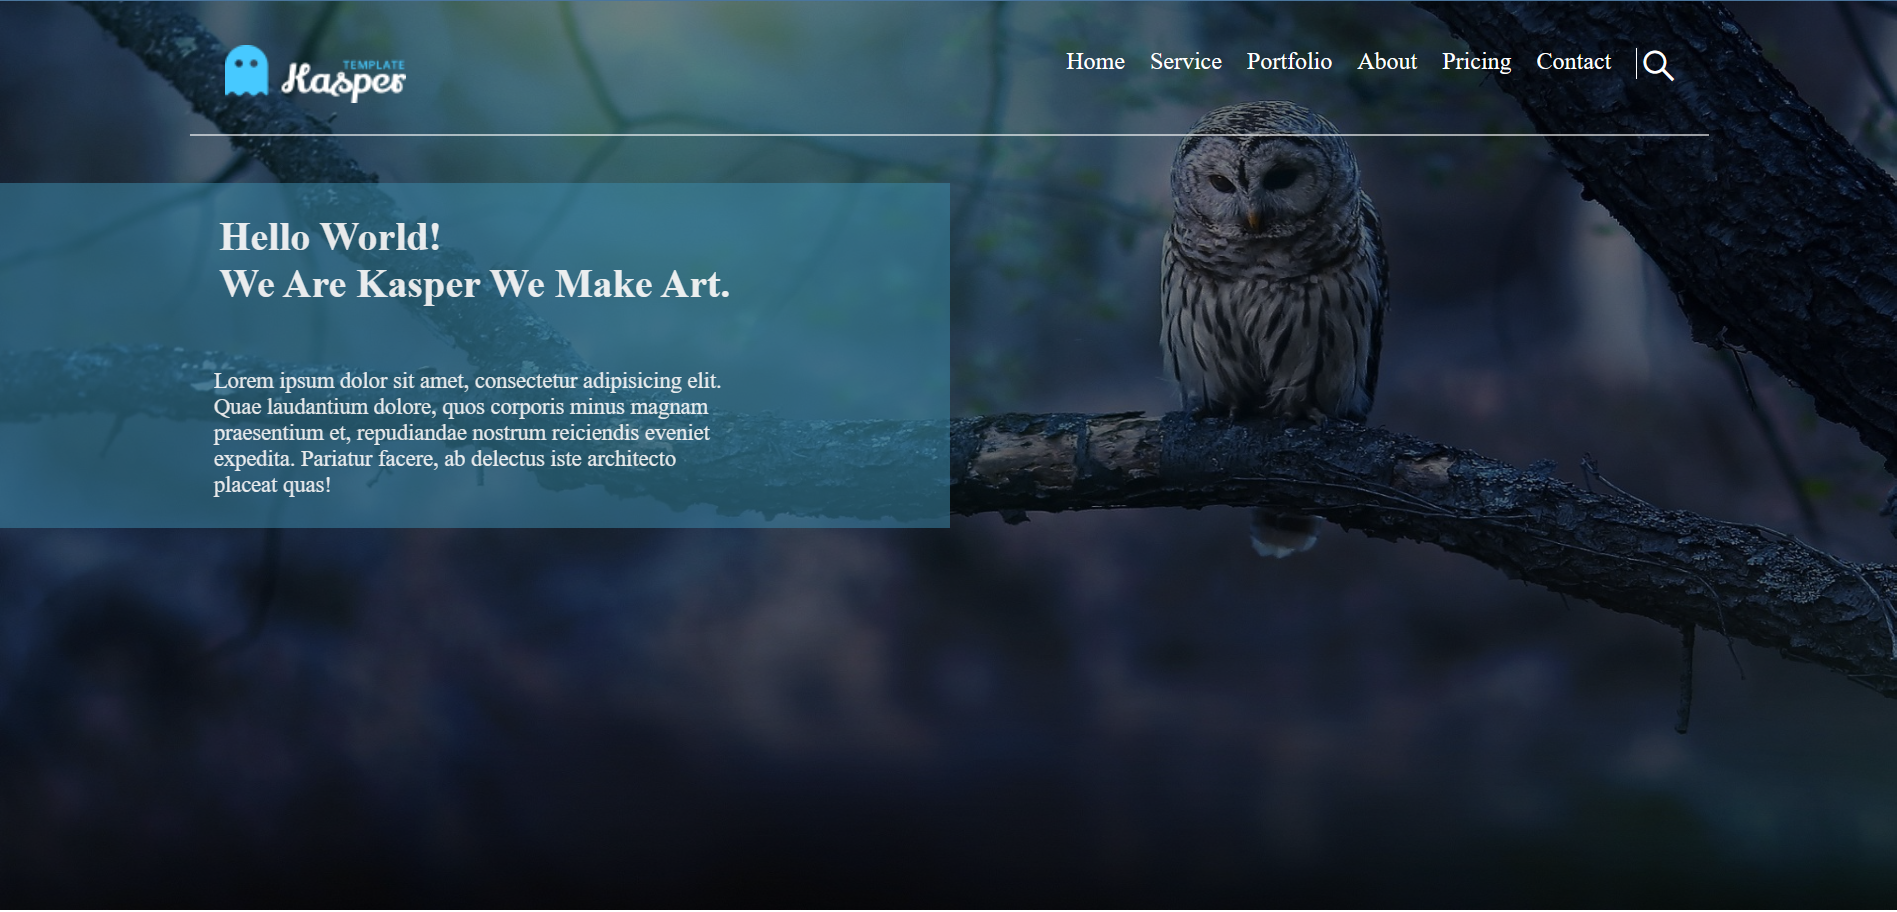 TEMPLATE
Kasper
Home Service Portfolio About Pricing Contact
Hello World!
We Are Kasper We Make Art.
Lorem ipsum dolor sit amet, consectetur adipisicing elit.
Quae laudantium dolore, quos corporis minus magnam
praesentium et, repudiandae nostrum reiciendis eveniet
expedita. Pariatur facere, ab delectus iste architecto
placeat quas!